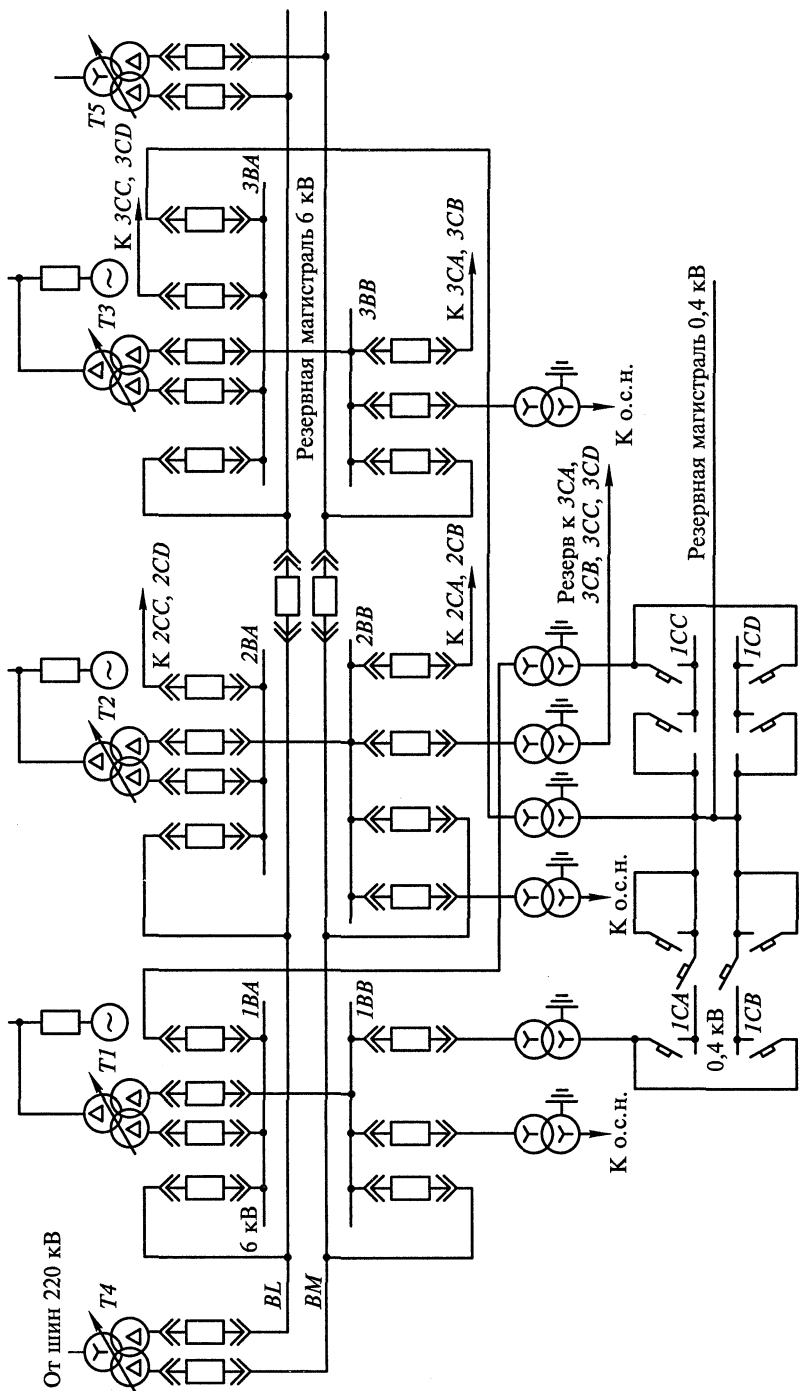 От шин 220 кВ
T4
T1
T2
T3
T5
К 2CC, 2CD
К 3CC, 3CD
6 кВ
1BA
2BA
3BA
BL
Резервная магистраль 6 кВ
BM
1BB
2BB
3BB
К 2CA, 2CB
К 3CA, 3CB
Резерв к 3CA,
3CB, 3CC, 3CD
К о.с.н.
К о.с.н.
К о.с.н.
1CA
1CC
0,4 кВ
Резервная магистраль 0,4 кВ
1CB
1CD